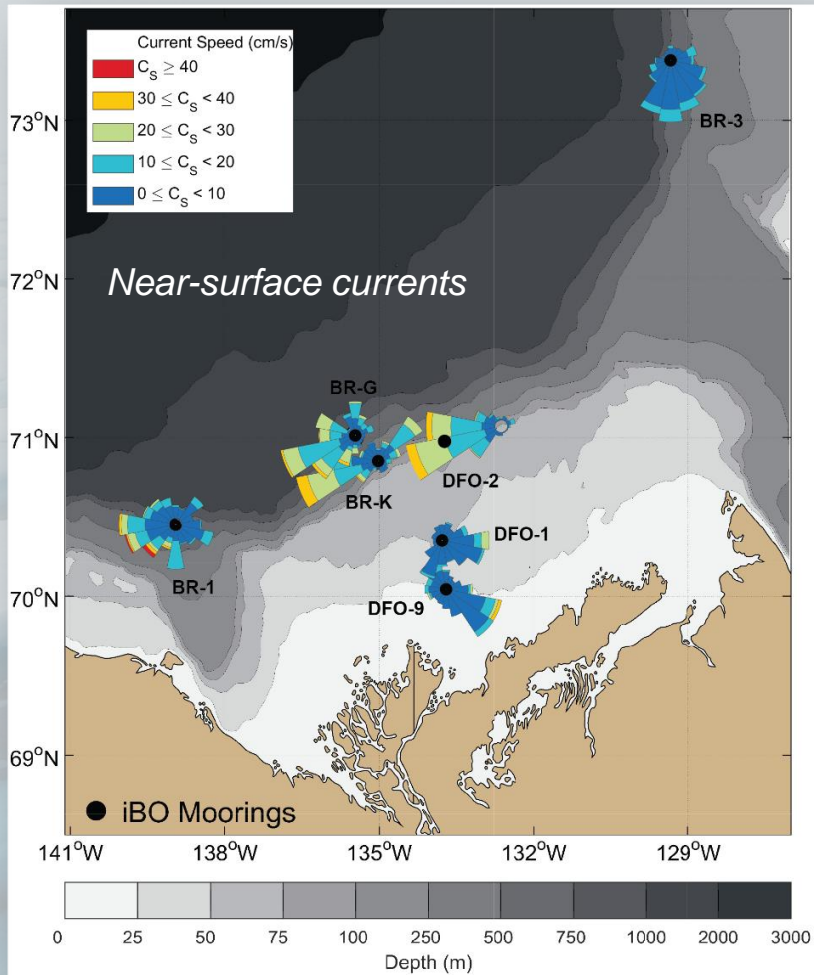 Current Speed (cm/s)
C_S ≥ 40
30 ≤ C_S < 40
20 ≤ C_S < 30
10 ≤ C_S < 20
0 ≤ C_S < 10
BR-3
73°N
72°N
Near-surface currents
BR-G
71°N
BR-K
DFO-2
DFO-1
BR-1
70°N
DFO-9
69°N
iBO Moorings
141°W 138°W 135°W 132°W 129°W
0 25 50 75 100 250 500 750 1000 2000 3000
Depth (m)